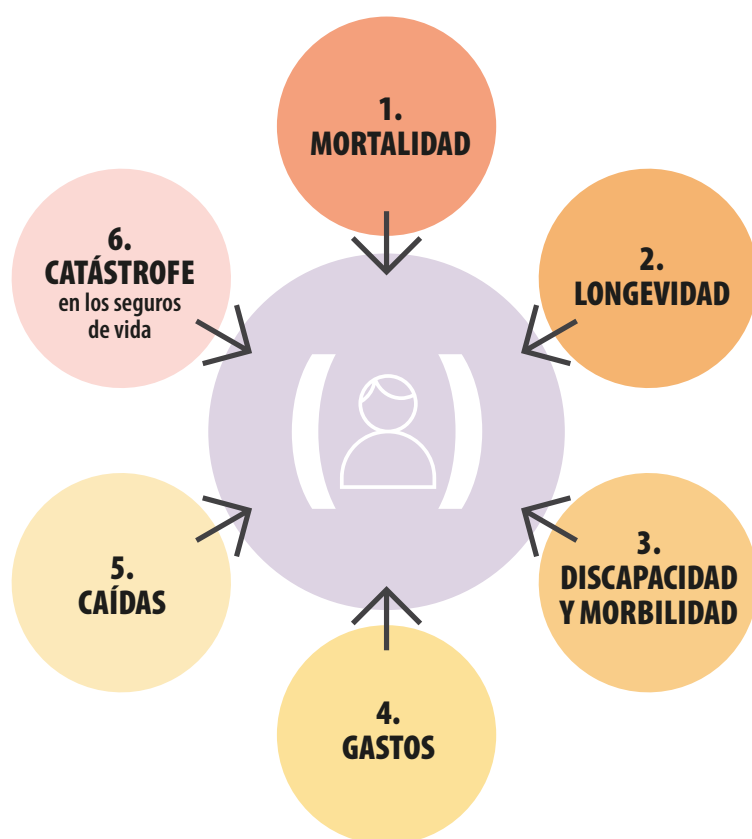 1.
MORTALIDAD
2.
LONGEVIDAD
3.
DISCAPACIDAD
Y MORBILIDAD
4.
GASTOS
5.
CAÍDAS
6.
CATÁSTROFE
en los seguros
de vida